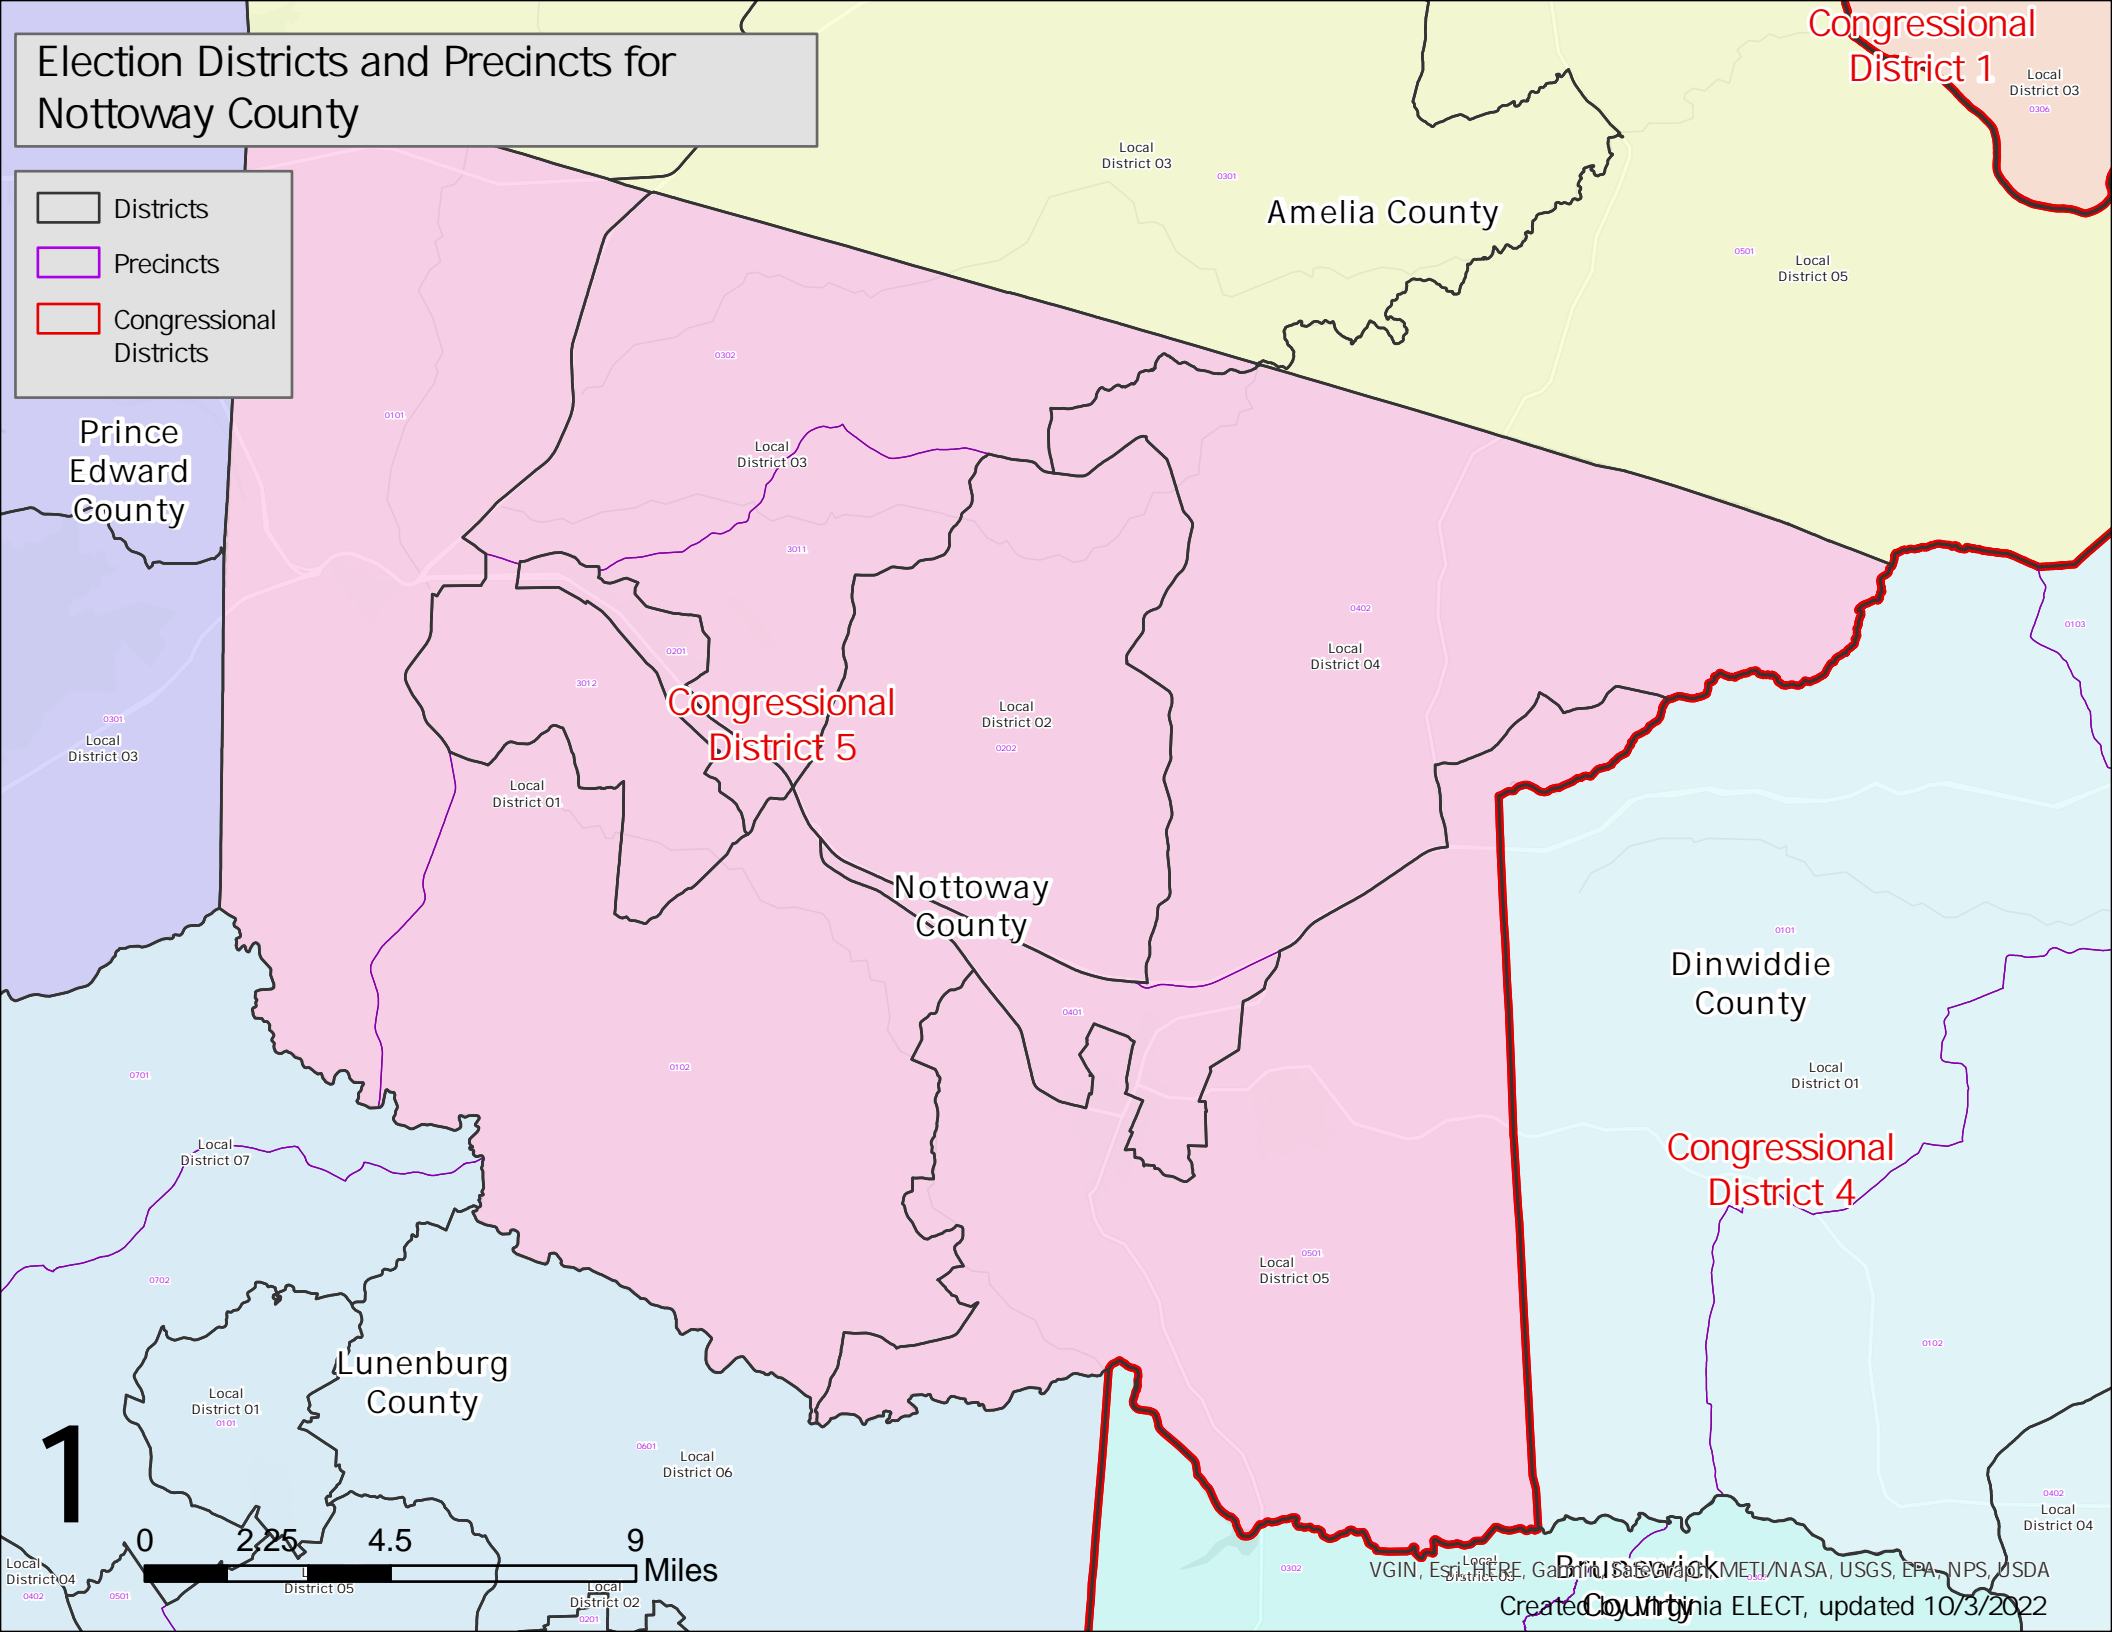 Election Districts and Precincts for
Nottoway County
Districts
Precincts
Congressional
Districts
Congressional
District 1
Local
District 03
0306
Local
District 03
0301
Amelia County
0501
Local
District 05
0302
0101
Prince
Edward
County
Local
District 03
3011
0402
Local
District 04
0103
0201
3012
Congressional
District 5
Local
District 02
0202
0301
Local
District 03
Local
District 01
Nottoway
County
0101
Dinwiddie
County
0401
0102
0701
Local
District 01
Local
District 07
Congressional
District 4
0501
Local
District 05
0702
0102
Lunenburg
County
Local
District 01
0101
0601
Local
District 06
0402
Local
District 04
1
0 2.25 4.5 9
Miles
Local
District 04
0402
0501
District 05
Local
District 02
0201
0302
Local
District 03
Brunswick
County
VGIN, Esri, HERE, Garmin, SafeGraph, METI/NASA, USGS, EPA, NPS, USDA
Created by Virginia ELECT, updated 10/3/2022